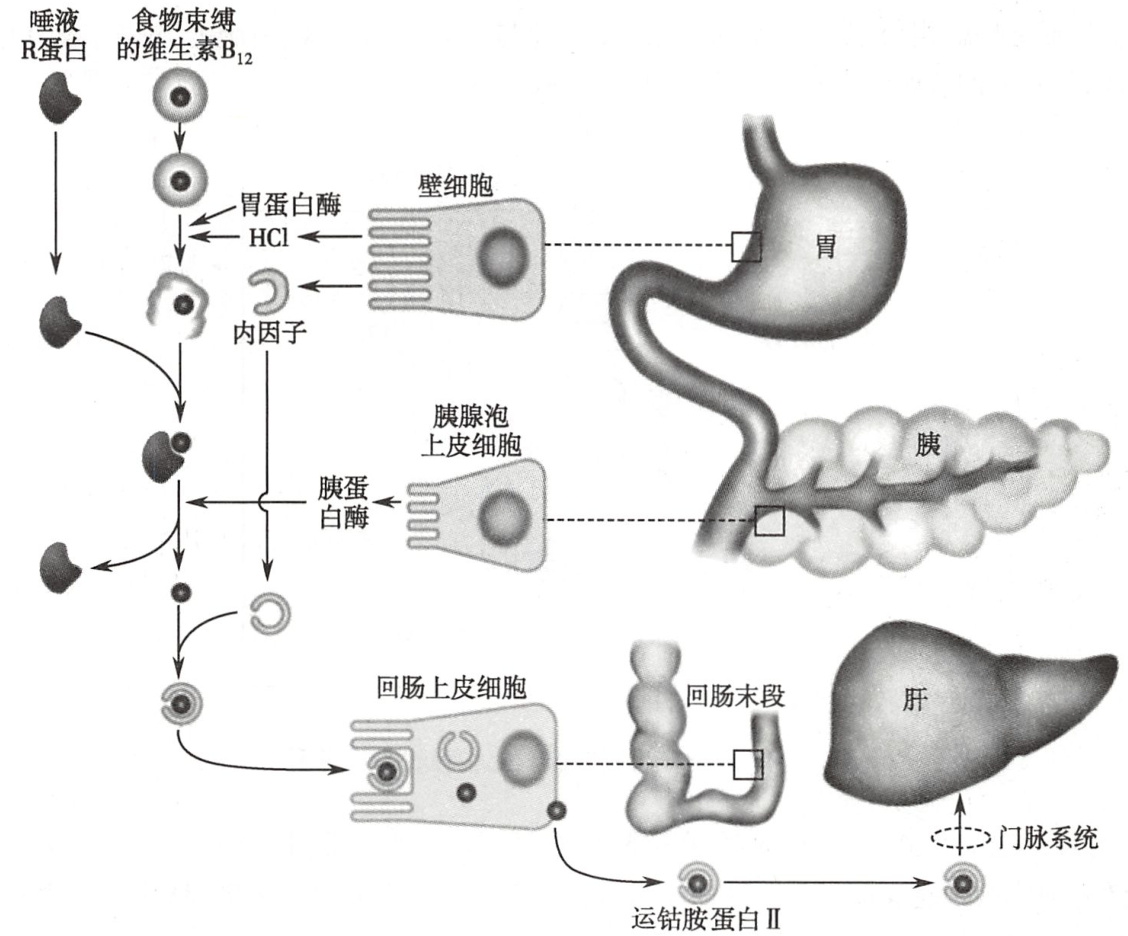 唾液
R蛋白
食物束缚
的维生素B₁₂
胃蛋白酶
HCl
壁细胞
胃
内因子
胰腺泡
上皮细胞
胰
胰蛋
白酶
回肠上皮细胞
回肠末段
肝
门脉系统
运钴胺蛋白Ⅱ